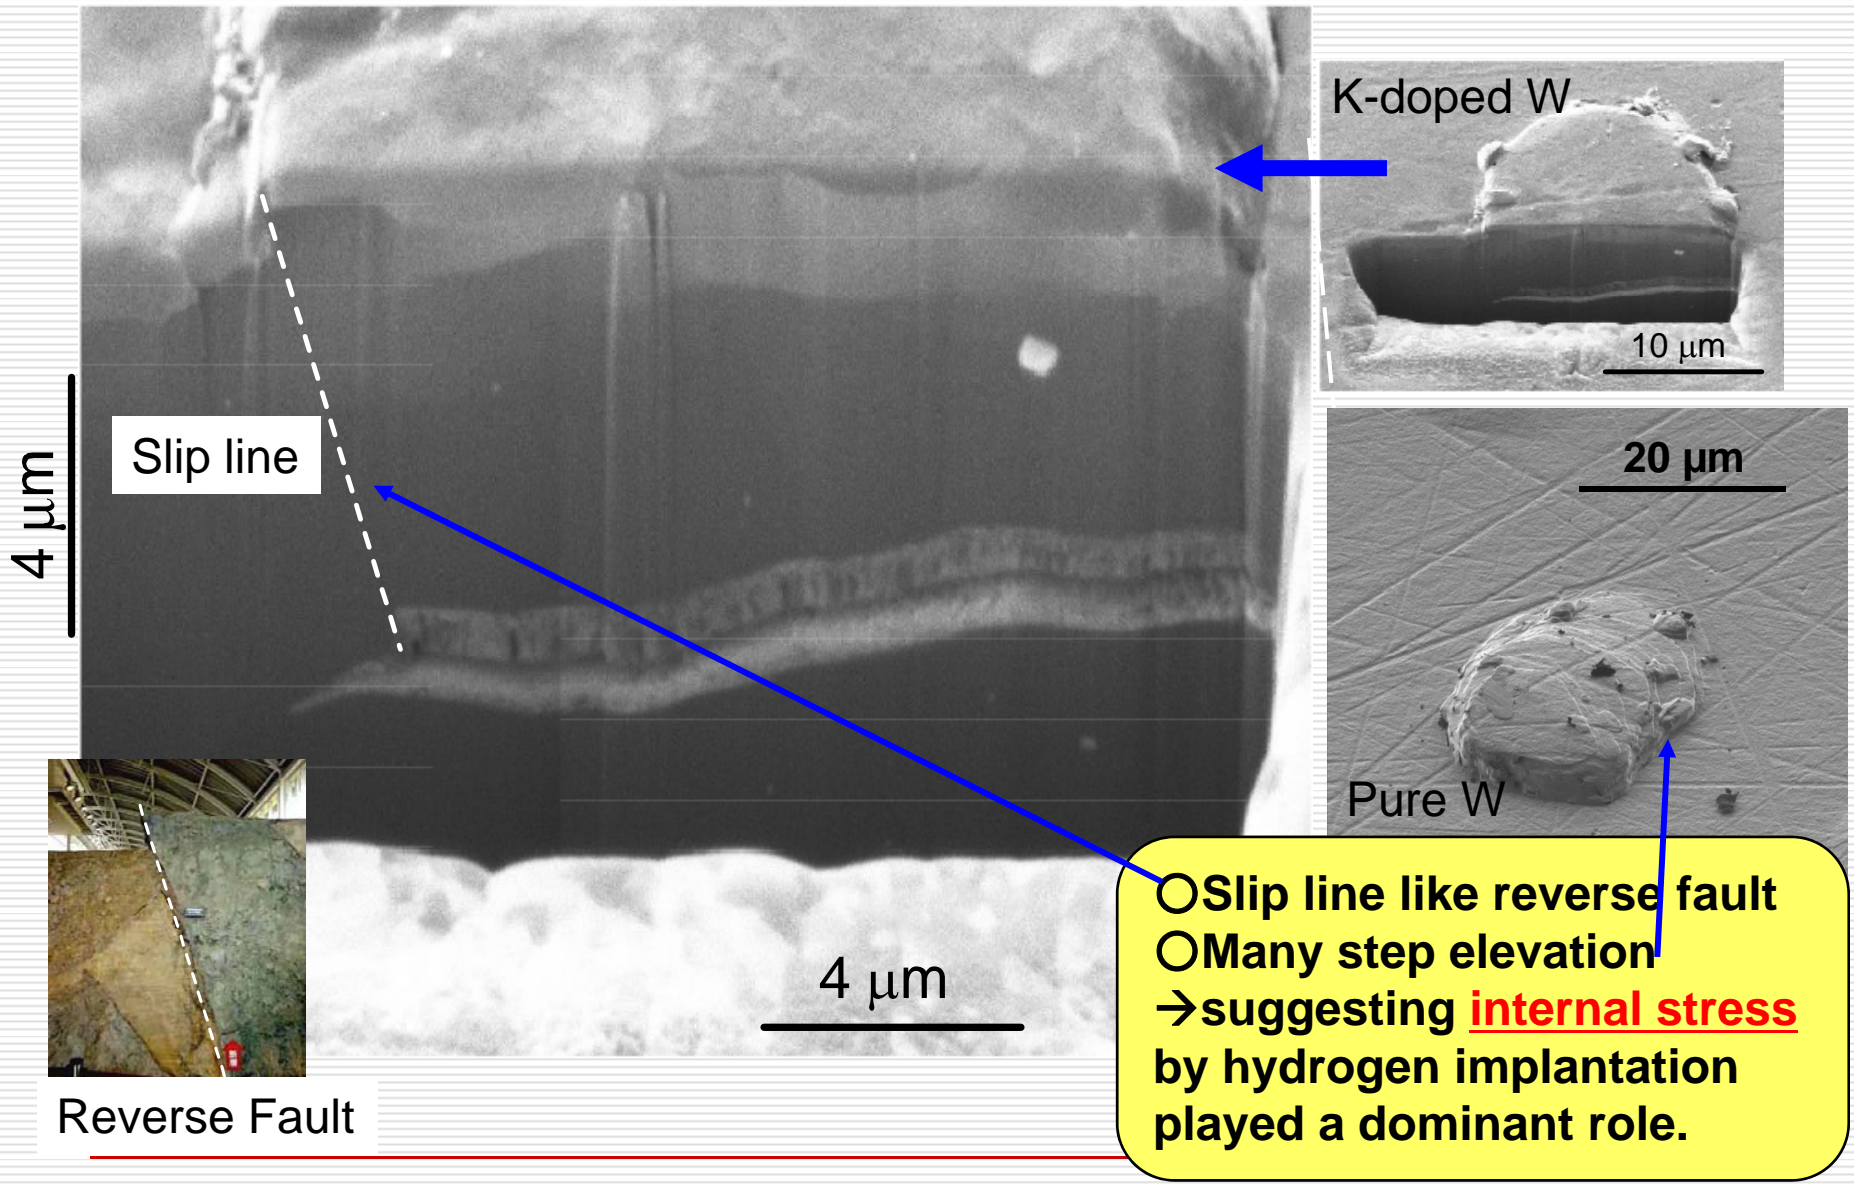 K-doped W
10 μm
4 μm
Slip line
20 μm
Pure W
4 μm
Reverse Fault
○Slip line like reverse fault
○Many step elevation
→suggesting internal stress
by hydrogen implantation
played a dominant role.